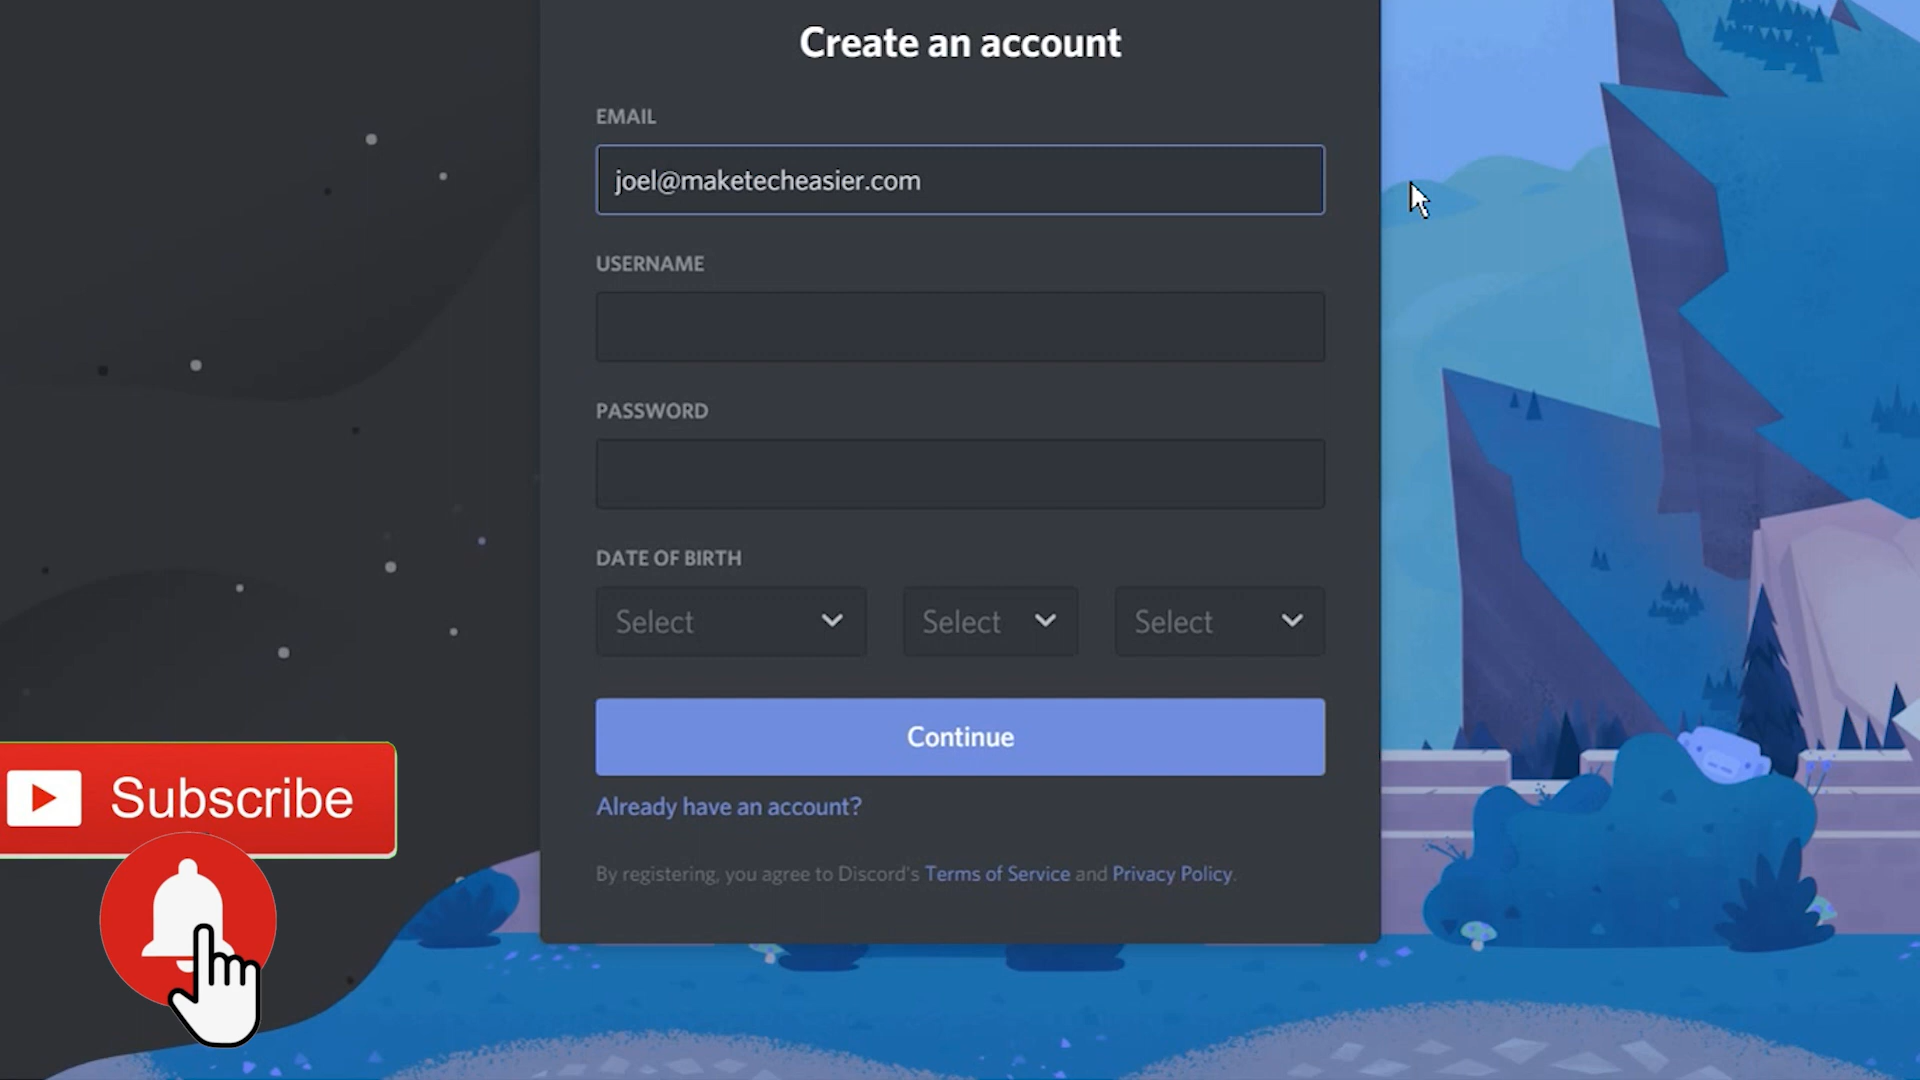 Create an account
EMAIL
joel@maketecheasier.com
USERNAME
PASSWORD
DATE OF BIRTH
Select Select Select
Continue
Subscribe
Already have an account?
By registering, you agree to Discord's Terms of Service and Privacy Policy.